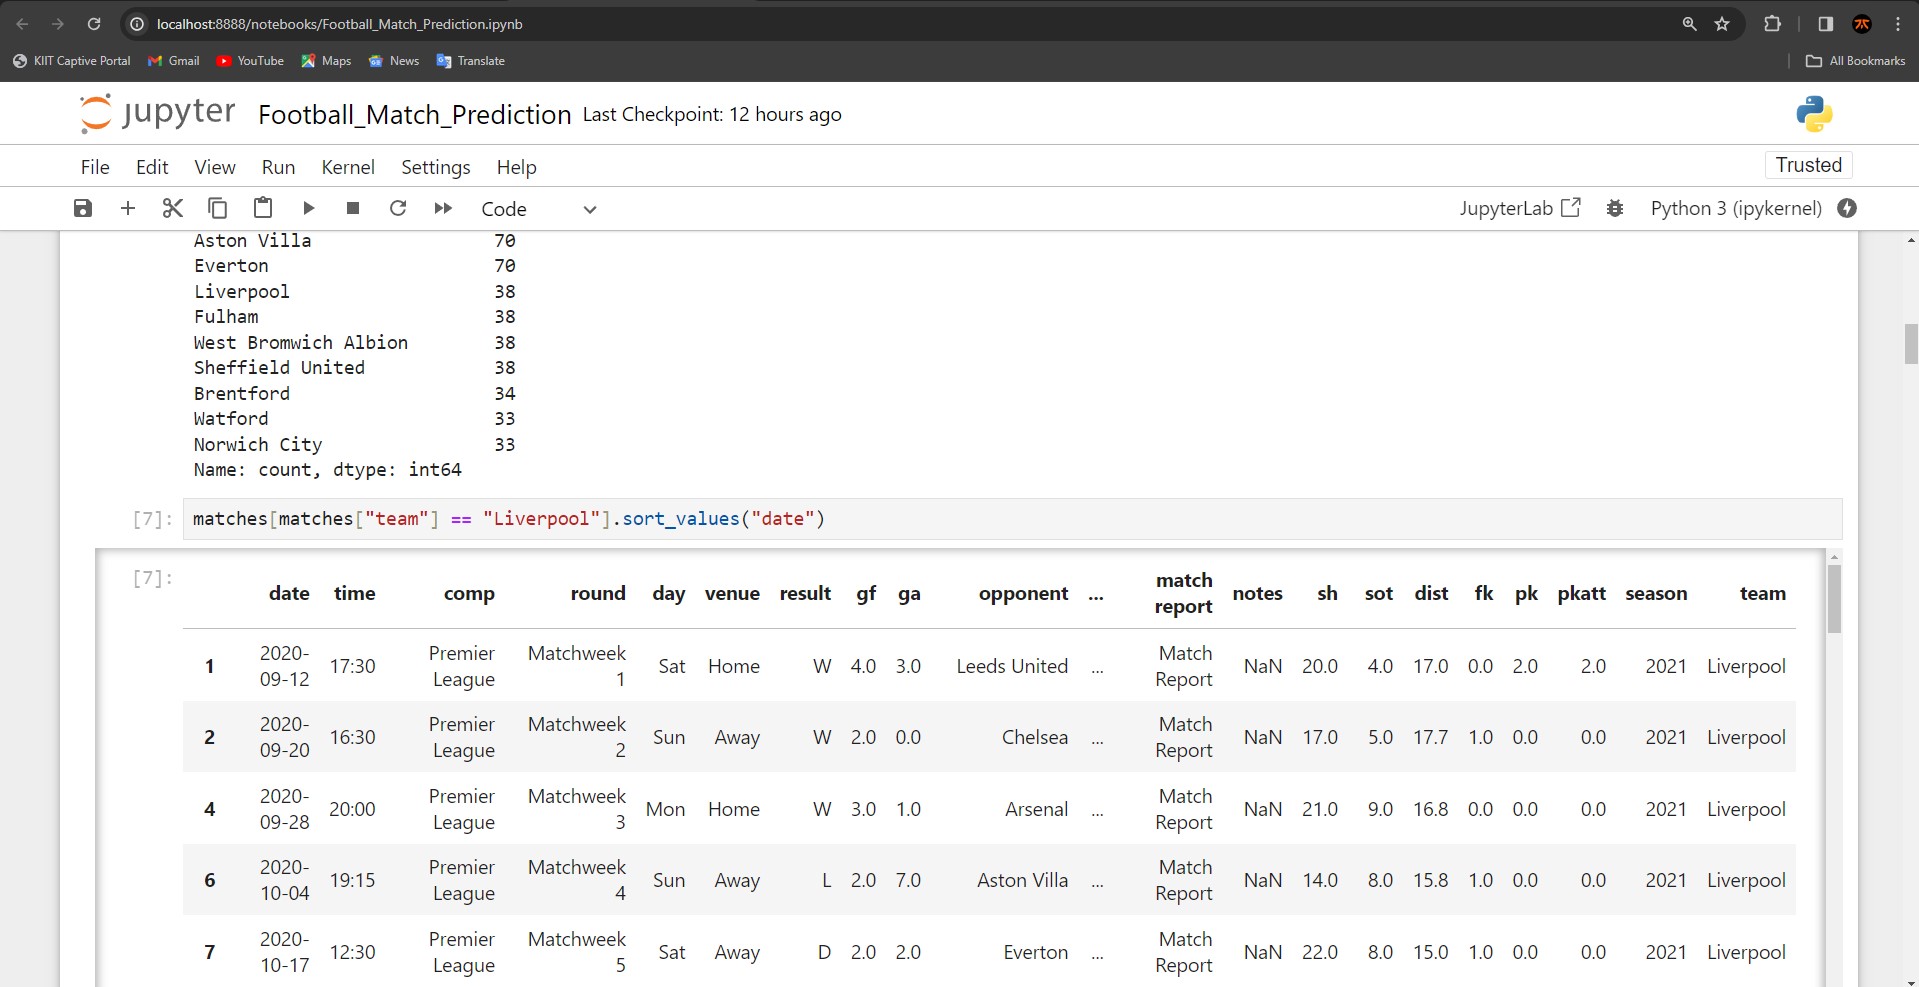 localhost:8888/notebooks/Football_Match_Prediction.ipynb
KIIT Captive Portal Gmail YouTube Maps News Translate All Bookmarks
jupyter Football_Match_Prediction Last Checkpoint: 12 hours ago
File Edit View Run Kernel Settings Help Trusted
Code JupyterLab Python 3 (ipykernel)
Aston Villa 70
Everton 70
Liverpool 38
Fulham 38
West Bromwich Albion 38
Sheffield United 38
Brentford 34
Watford 33
Norwich City 33
Name: count, dtype: int64
[7]: matches[matches["team"] == "Liverpool"].sort_values("date")
[7]:
date time comp round day venue result gf ga opponent ... match report notes sh sot dist fk pk pkatt season team
1 2020-09-12 17:30 Premier League Matchweek 1 Sat Home W 4.0 3.0 Leeds United ... Match Report NaN 20.0 4.0 17.0 0.0 2.0 2.0 2021 Liverpool
2 2020-09-20 16:30 Premier League Matchweek 2 Sun Away W 2.0 0.0 Chelsea ... Match Report NaN 17.0 5.0 17.7 1.0 0.0 0.0 2021 Liverpool
4 2020-09-28 20:00 Premier League Matchweek 3 Mon Home W 3.0 1.0 Arsenal ... Match Report NaN 21.0 9.0 16.8 0.0 0.0 0.0 2021 Liverpool
6 2020-10-04 19:15 Premier League Matchweek 4 Sun Away L 2.0 7.0 Aston Villa ... Match Report NaN 14.0 8.0 15.8 1.0 0.0 0.0 2021 Liverpool
7 2020-10-17 12:30 Premier League Matchweek 5 Sat Away D 2.0 2.0 Everton ... Match Report NaN 22.0 8.0 15.0 1.0 0.0 0.0 2021 Liverpool